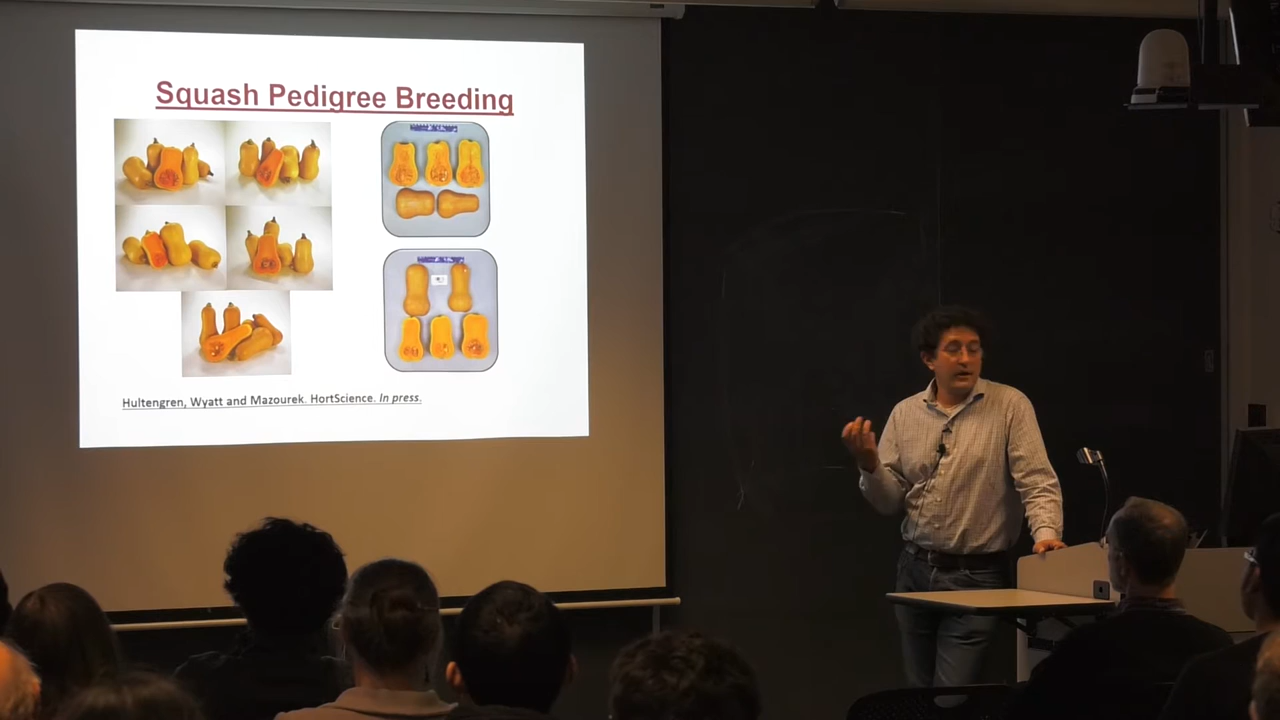 Squash Pedigree Breeding
Hultengren, Wyatt and Mazourek. HortScience. In press.